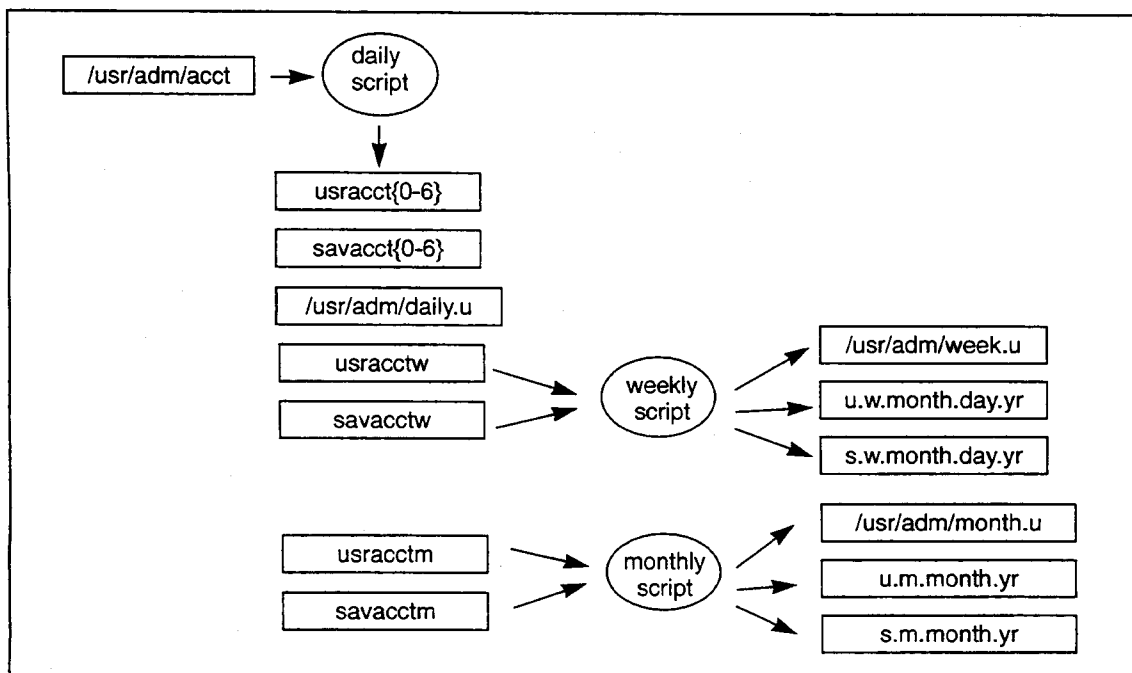 /usr/adm/acct
daily
script
usracct{0-6}
savacct{0-6}
/usr/adm/daily.u
usracctw
savacctw
weekly
script
/usr/adm/week.u
u.w.month.day.yr
s.w.month.day.yr
usracctm
savacctm
monthly
script
/usr/adm/month.u
u.m.month.yr
s.m.month.yr